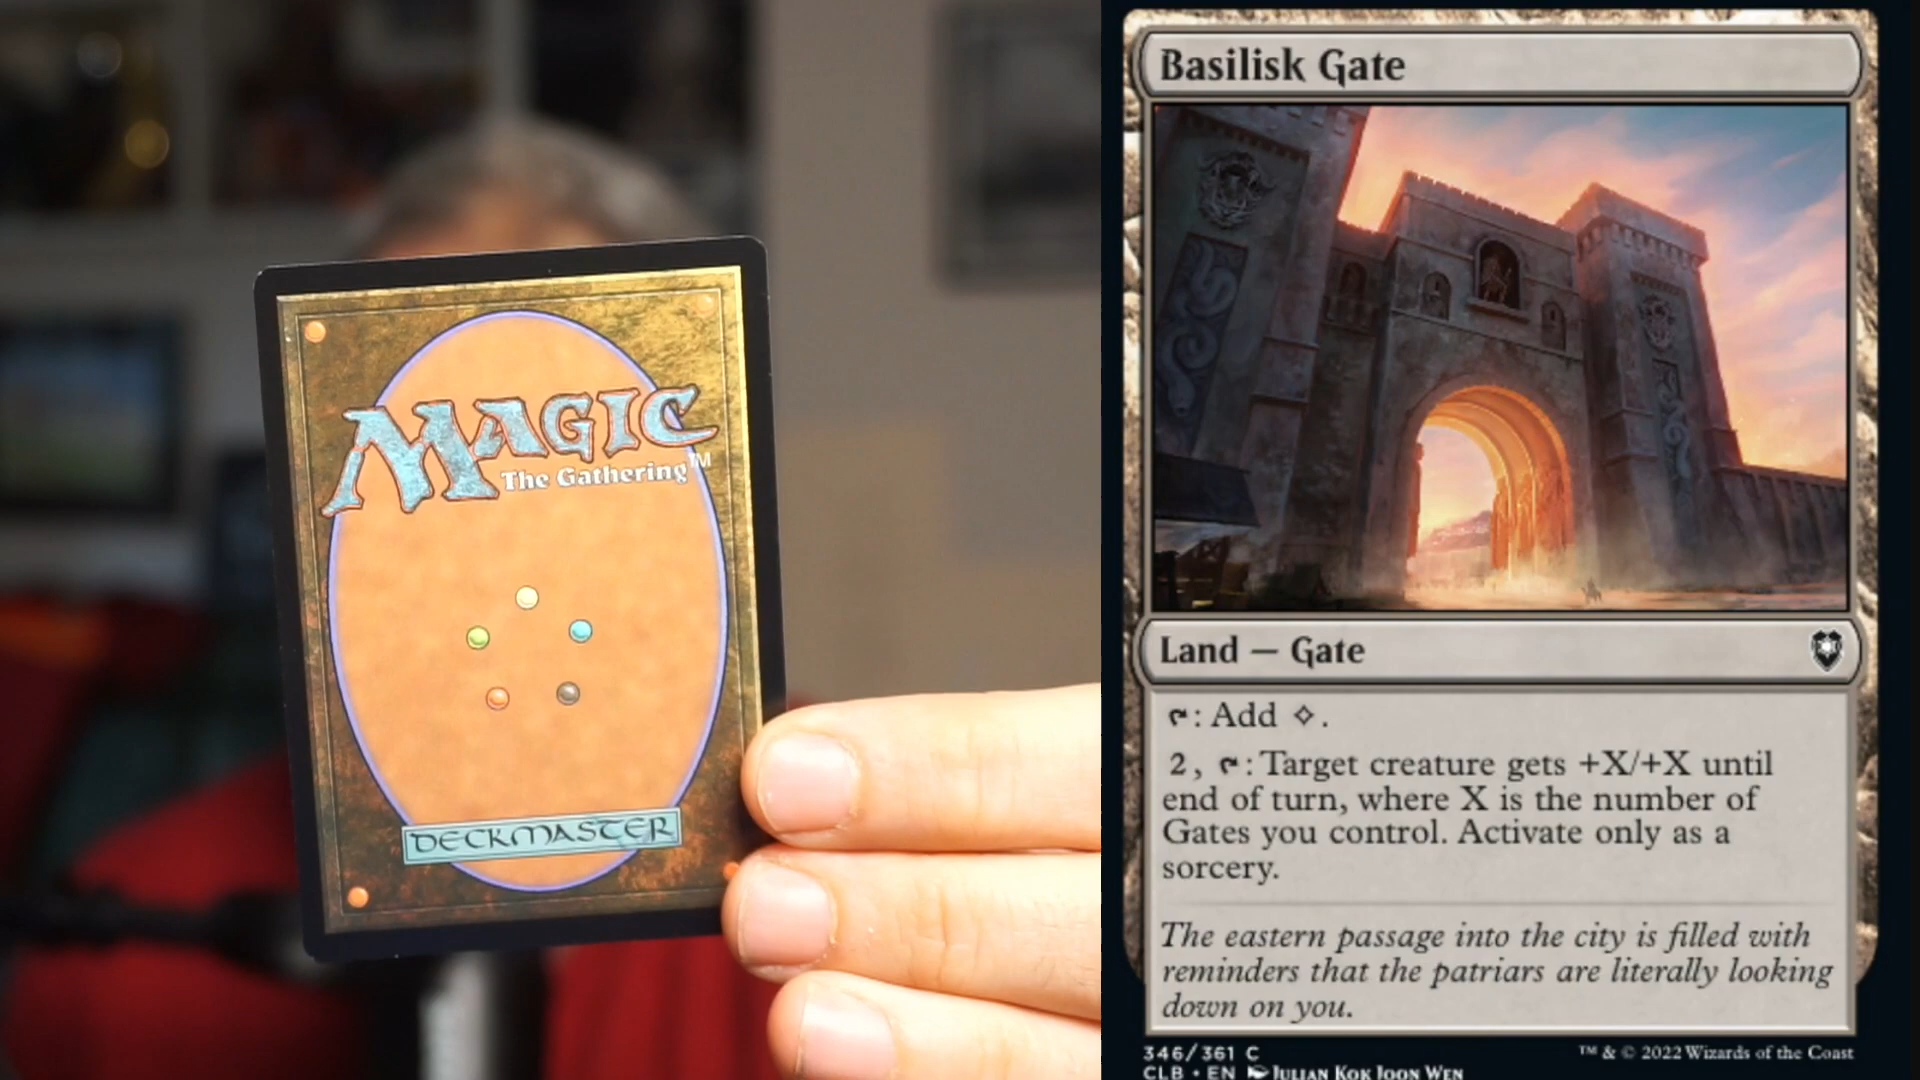 MAGIC
The Gathering™
DECKMASTER
Basilisk Gate
Land — Gate
: Add .
2, : Target creature gets +X/+X until
end of turn, where X is the number of
Gates you control. Activate only as a
sorcery.
The eastern passage into the city is filled with
reminders that the patriars are literally looking
down on you.
346/361 C
™ & © 2022 Wizards of the Coast
CLB • EN Julian Kok Joon Wen